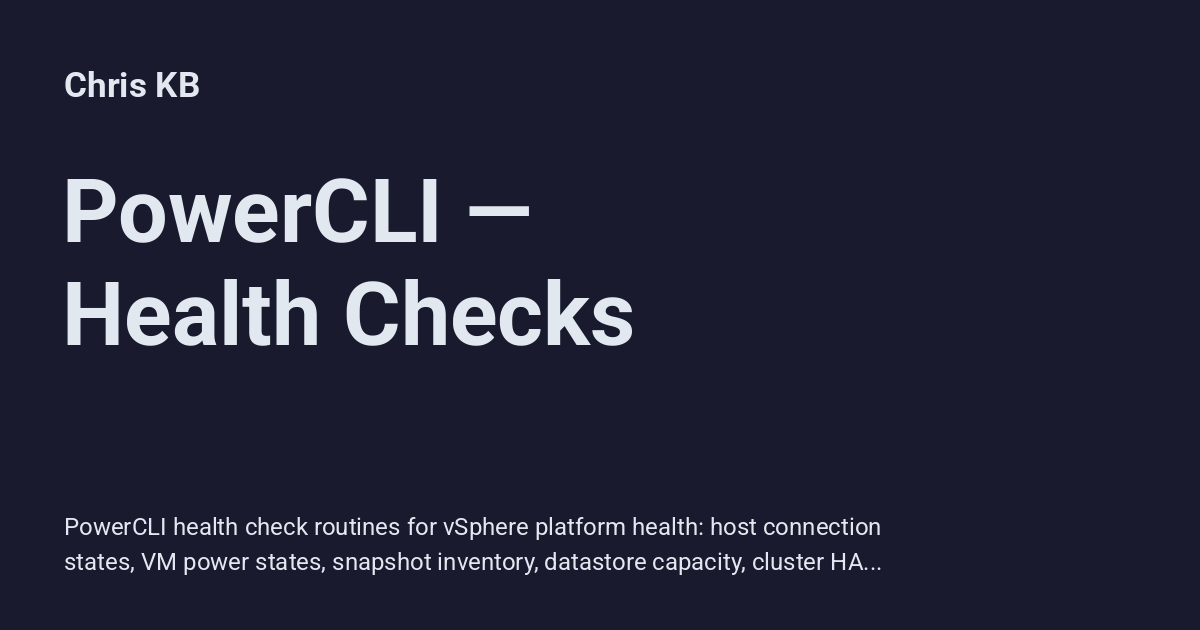 Chris KB
PowerCLI —
Health Checks
PowerCLI health check routines for vSphere platform health: host connection
states, VM power states, snapshot inventory, datastore capacity, cluster HA...